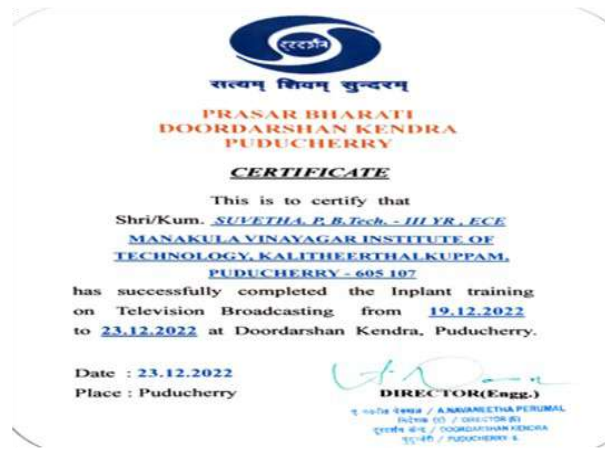 दूरदर्शन
सत्यम् शिवम् सुन्दरम्
PRASAR BHARATI
DOORDARSHAN KENDRA
PUDUCHERRY
CERTIFICATE
This is to certify that
Shri/Kum. SUVETHA. P, B.Tech. - III YR , ECE
MANAKULA VINAYAGAR INSTITUTE OF
TECHNOLOGY, KALITHEERTHALKUPPAM,
PUDUCHERRY - 605 107
has successfully completed the Inplant training
on Television Broadcasting from 19.12.2022
to 23.12.2022 at Doordarshan Kendra, Puducherry.
Date : 23.12.2022
Place : Puducherry
DIRECTOR(Engg.)
/ A.NAVANEETHA PERUMAL
निदेशक / DIRECTOR (E)
दूरदर्शन केन्द्र / DOORDARSHAN KENDRA
/ PUDUCHERRY